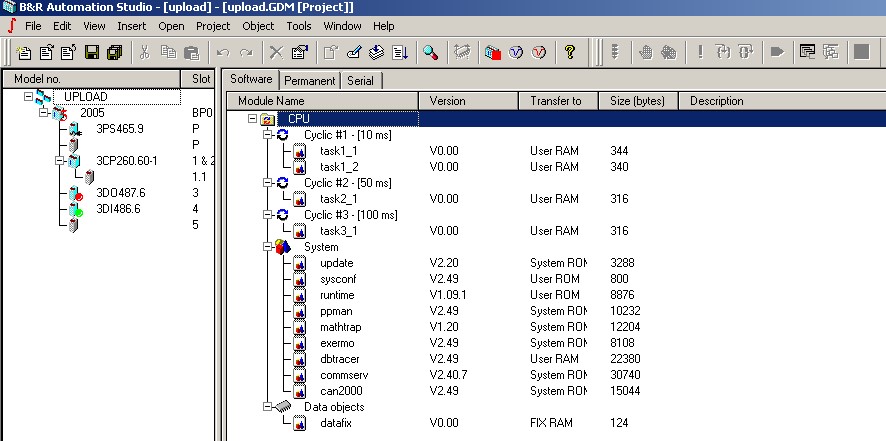 B&R Automation Studio - [upload] - [upload.GDM [Project]]
File Edit View Insert Open Project Object Tools Window Help
Model no. Slot
UPLOAD
2005 BP0
3PS465.9 P
P
3CP260.60-1 1 & 2
1.1
3DO487.6 3
3DI486.6 4
5
Software Permanent Serial
Module Name Version Transfer to Size (bytes) Description
CPU
Cyclic #1 - [10 ms]
task1_1 V0.00 User RAM 344
task1_2 V0.00 User RAM 340
Cyclic #2 - [50 ms]
task2_1 V0.00 User RAM 316
Cyclic #3 - [100 ms]
task3_1 V0.00 User RAM 316
System
update V2.20 System ROM 3288
sysconf V2.49 User ROM 800
runtime V1.09.1 User ROM 8876
ppman V2.49 System ROM 10232
mathtrap V1.20 System ROM 12204
exermo V2.49 System ROM 8108
dbtracer V2.49 User RAM 22380
commserv V2.40.7 System ROM 30740
can2000 V2.49 System ROM 15044
Data objects
datafix V0.00 FIX RAM 124